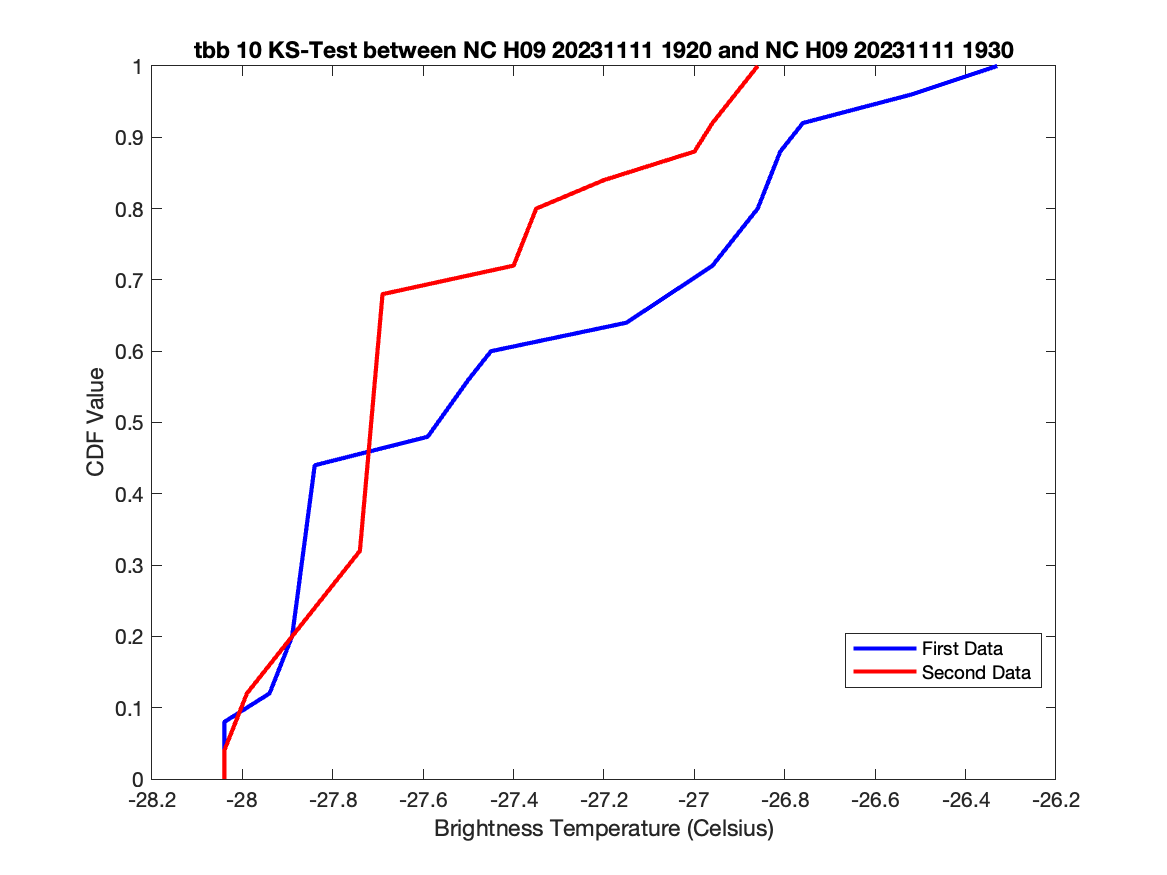 tbb 10 KS-Test between NC H09 20231111 1920 and NC H09 20231111 1930
1
0.9
0.8
0.7
0.6
0.5
0.4
0.3
0.2
0.1
0
CDF Value
First Data
Second Data
-28.2 -28 -27.8 -27.6 -27.4 -27.2 -27 -26.8 -26.6 -26.4 -26.2
Brightness Temperature (Celsius)